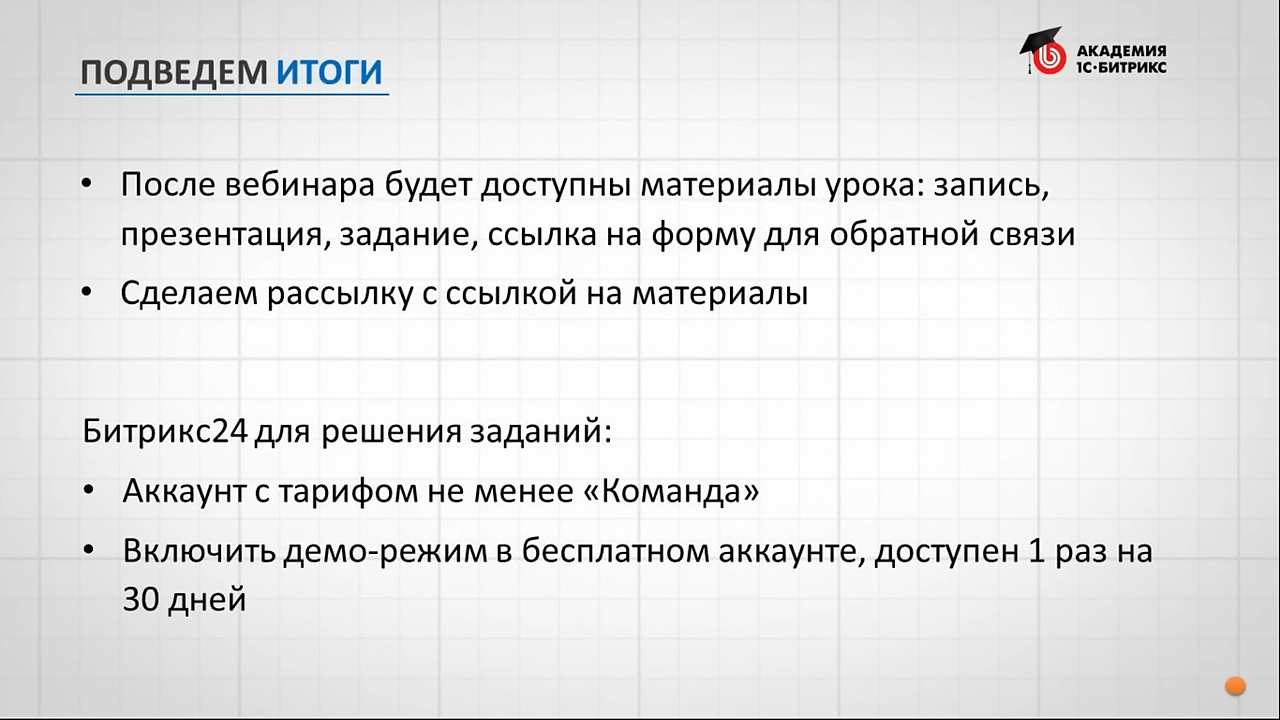 ПОДВЕДЕМ ИТОГИ
АКАДЕМИЯ
1С·БИТРИКС
• После вебинара будет доступны материалы урока: запись,
презентация, задание, ссылка на форму для обратной связи
• Сделаем рассылку с ссылкой на материалы
Битрикс24 для решения заданий:
• Аккаунт с тарифом не менее «Команда»
• Включить демо-режим в бесплатном аккаунте, доступен 1 раз на
30 дней